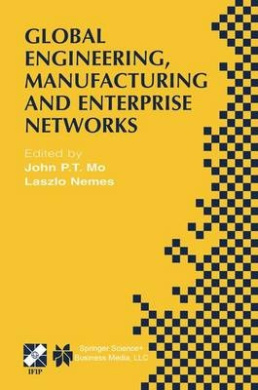 GLOBAL
ENGINEERING,
MANUFACTURING
AND ENTERPRISE
NETWORKS
Edited by
John P.T. Mo
Laszlo Nemes
Springer Science+
Business Media, LLC
IFIP